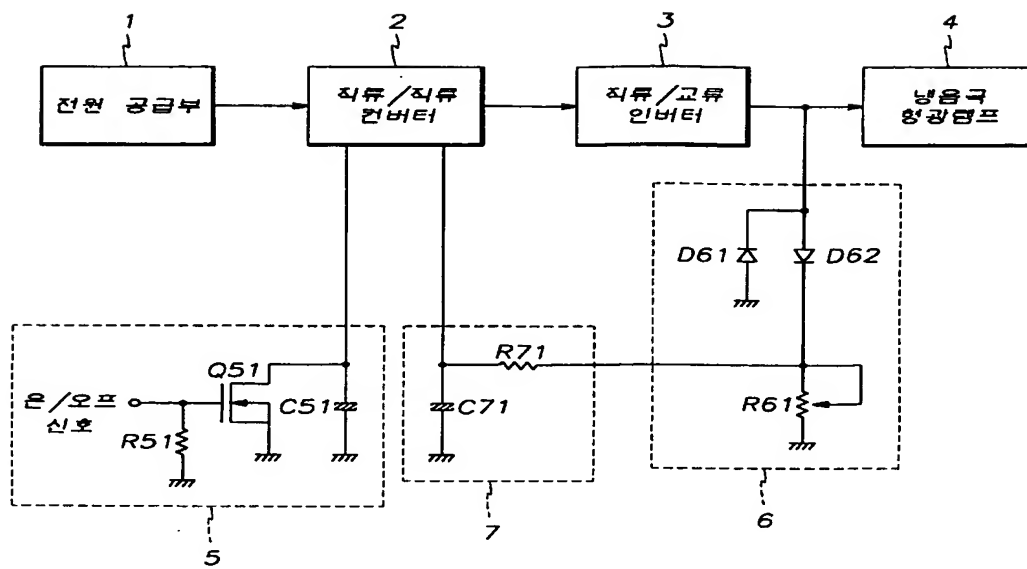 1
2
3
4
전원 공급부
직류/직류
컨버터
직류/교류
인버터
냉음극
형광램프
D61
D62
R71
Q51
온/오프
신호
C51
C71
R61
R51
5
7
6